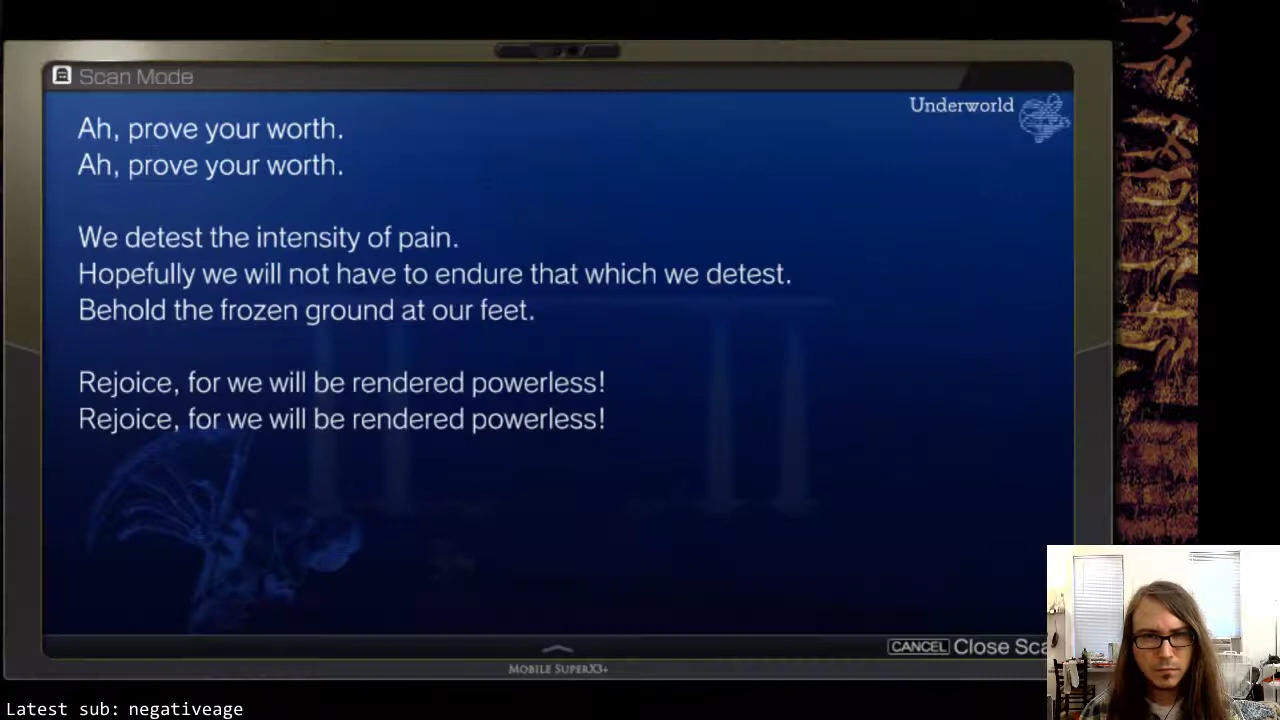 Scan Mode
Underworld
Ah, prove your worth.
Ah, prove your worth.
We detest the intensity of pain.
Hopefully we will not have to endure that which we detest.
Behold the frozen ground at our feet.
Rejoice, for we will be rendered powerless!
Rejoice, for we will be rendered powerless!
CANCEL Close Sca
MOBILE SUPERX3+
Latest sub: negativeage